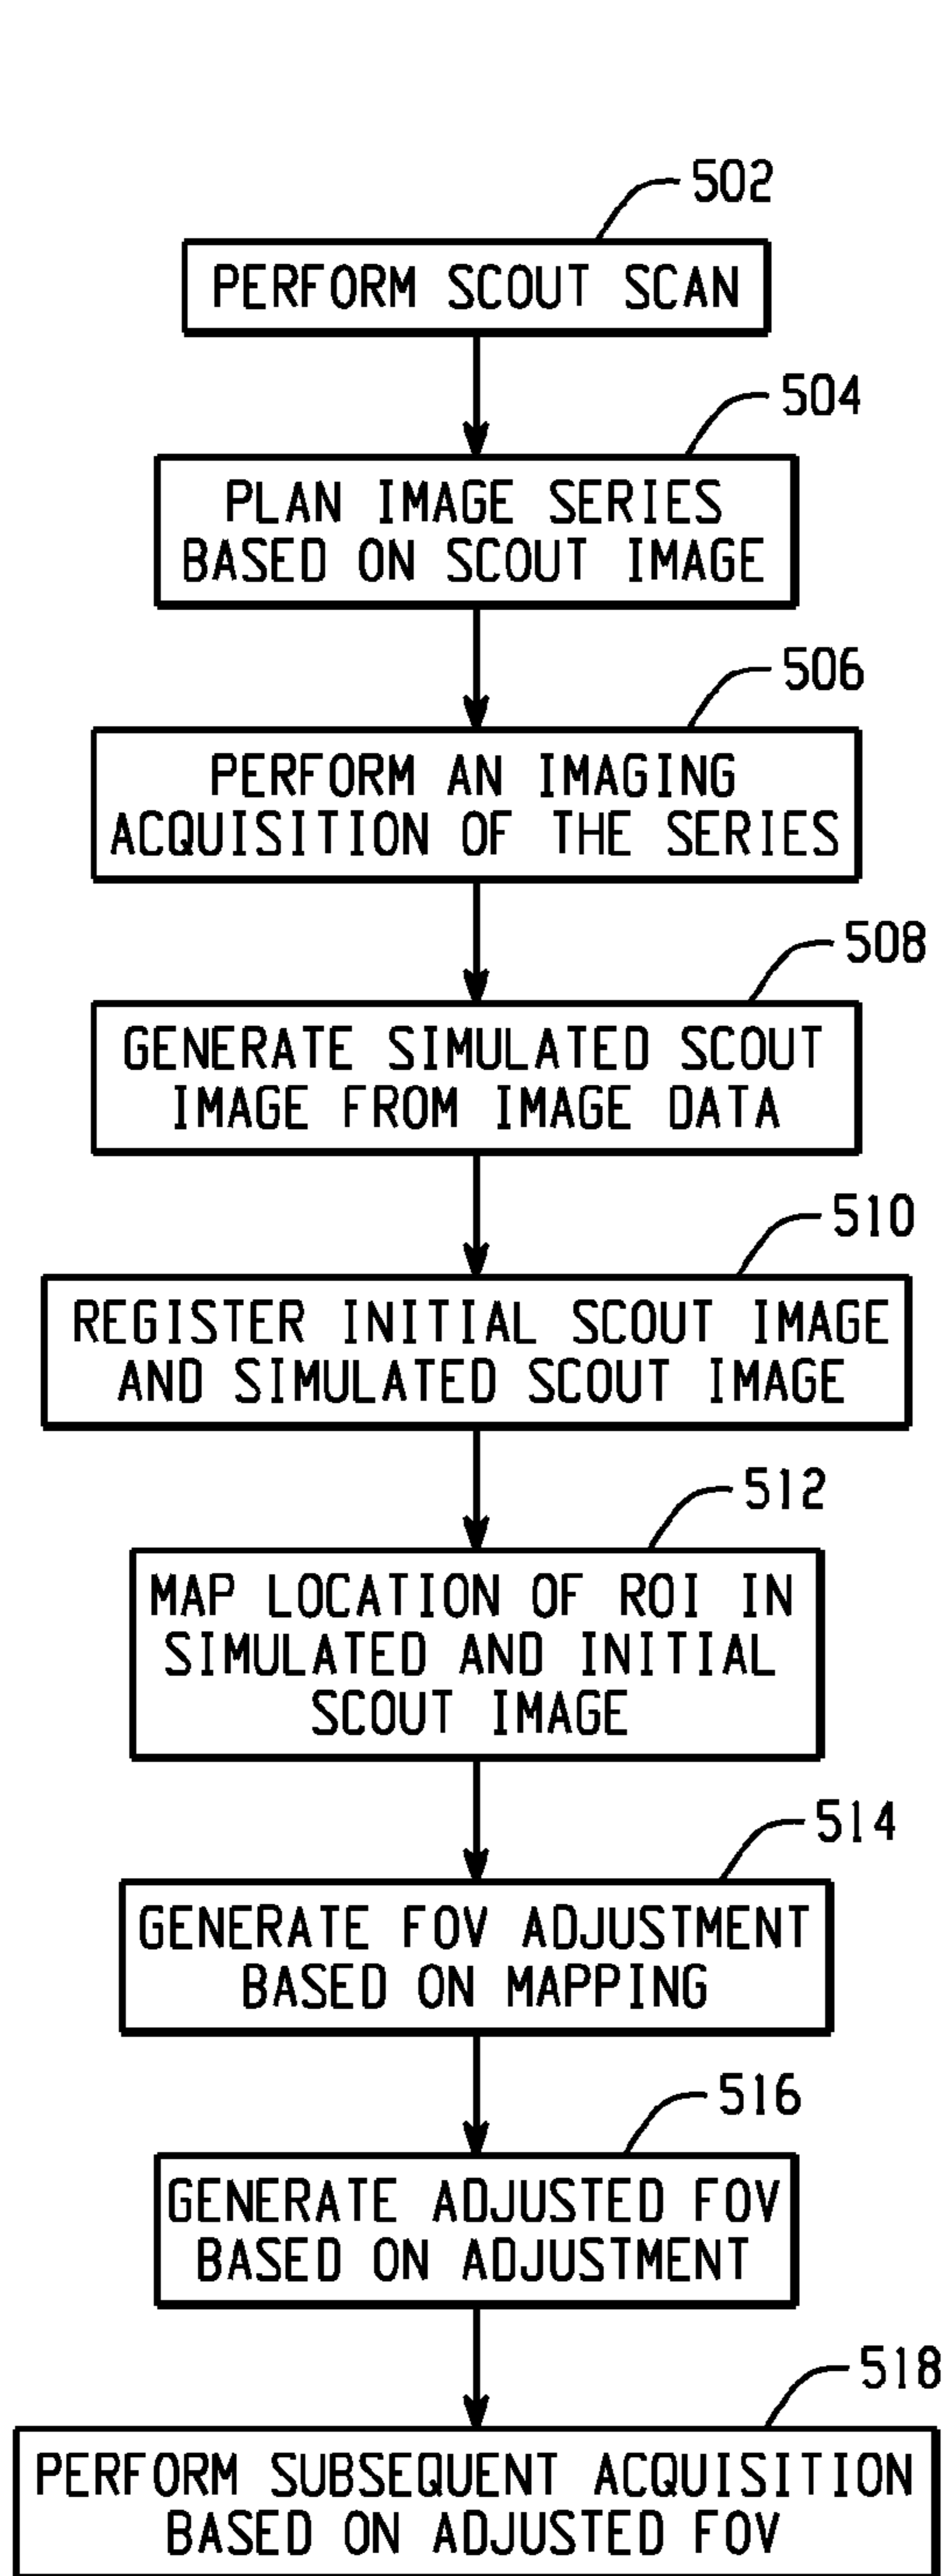 502
PERFORM SCOUT SCAN
504
PLAN IMAGE SERIES
BASED ON SCOUT IMAGE
506
PERFORM AN IMAGING
ACQUISITION OF THE SERIES
508
GENERATE SIMULATED SCOUT
IMAGE FROM IMAGE DATA
510
REGISTER INITIAL SCOUT IMAGE
AND SIMULATED SCOUT IMAGE
512
MAP LOCATION OF ROI IN
SIMULATED AND INITIAL
SCOUT IMAGE
514
GENERATE FOV ADJUSTMENT
BASED ON MAPPING
516
GENERATE ADJUSTED FOV
BASED ON ADJUSTMENT
518
PERFORM SUBSEQUENT ACQUISITION
BASED ON ADJUSTED FOV